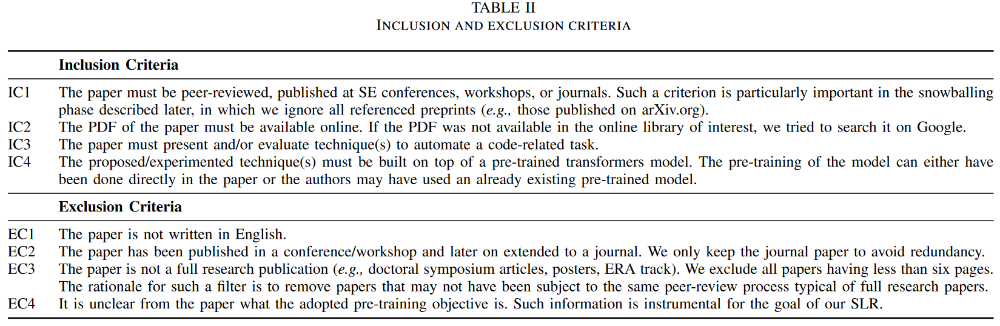 TABLE II
INCLUSION AND EXCLUSION CRITERIA
Inclusion Criteria
IC1 The paper must be peer-reviewed, published at SE conferences, workshops, or journals. Such a criterion is particularly important in the snowballing
phase described later, in which we ignore all referenced preprints (e.g., those published on arXiv.org).
IC2 The PDF of the paper must be available online. If the PDF was not available in the online library of interest, we tried to search it on Google.
IC3 The paper must present and/or evaluate technique(s) to automate a code-related task.
IC4 The proposed/experimented technique(s) must be built on top of a pre-trained transformers model. The pre-training of the model can either have
been done directly in the paper or the authors may have used an already existing pre-trained model.
Exclusion Criteria
EC1 The paper is not written in English.
EC2 The paper has been published in a conference/workshop and later on extended to a journal. We only keep the journal paper to avoid redundancy.
EC3 The paper is not a full research publication (e.g., doctoral symposium articles, posters, ERA track). We exclude all papers having less than six pages.
The rationale for such a filter is to remove papers that may not have been subject to the same peer-review process typical of full research papers.
EC4 It is unclear from the paper what the adopted pre-training objective is. Such information is instrumental for the goal of our SLR.